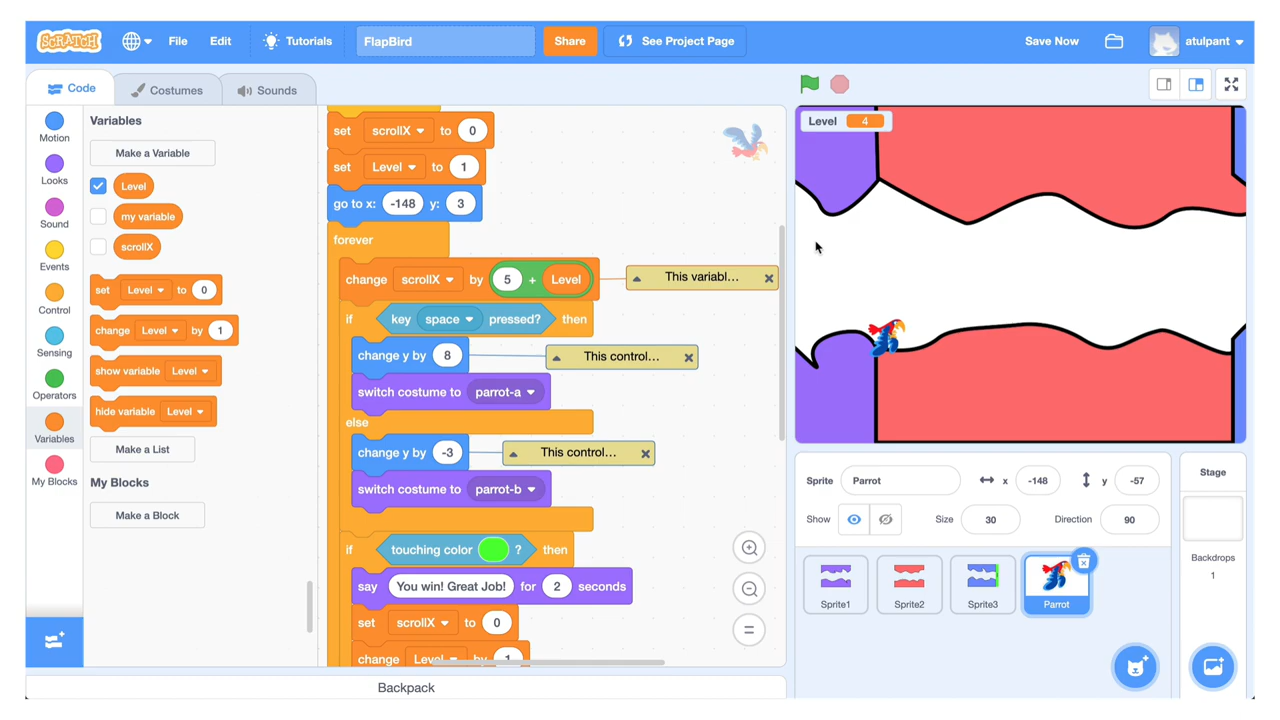 SCRATCH
File
Edit
Tutorials
FlapBird
Share
See Project Page
Save Now
atulpant
Code
Costumes
Sounds
Motion
Looks
Sound
Events
Control
Sensing
Operators
Variables
My Blocks
Variables
Make a Variable
Level
my variable
scrollX
set Level to 0
change Level by 1
show variable Level
hide variable Level
Make a List
My Blocks
Make a Block
set scrollX to 0
set Level to 1
go to x: -148 y: 3
forever
change scrollX by 5 + Level
This variabl...
if key space pressed? then
change y by 8
This control...
switch costume to parrot-a
else
change y by -3
This control...
switch costume to parrot-b
if touching color ? then
say You win! Great Job! for 2 seconds
set scrollX to 0
change Level by 1
Backpack
Level 4
Sprite Parrot x -148 y -57
Show Size 30 Direction 90
Sprite1
Sprite2
Sprite3
Parrot
Stage
Backdrops
1